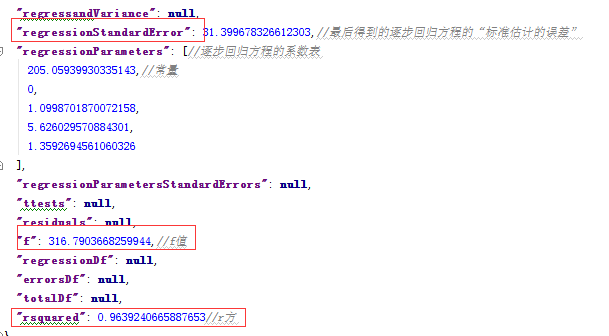 "regressandVariance": null,
"regressionStandardError": 31.399678326612303,//最后得到的逐步回归方程的“标准估计的误差”
"regressionParameters": [//逐步回归方程的系数表
205.05939930335143,//常量
0,
1.0998701870072158,
5.626029570884301,
1.3592694561060326
],
"regressionParametersStandardErrors": null,
"ttests": null,
"residuals": null,
"f": 316.7903668259944,//f值
"regressionDf": null,
"errorsDf": null,
"totalDf": null,
"rsquared": 0.9639240665887653//r方